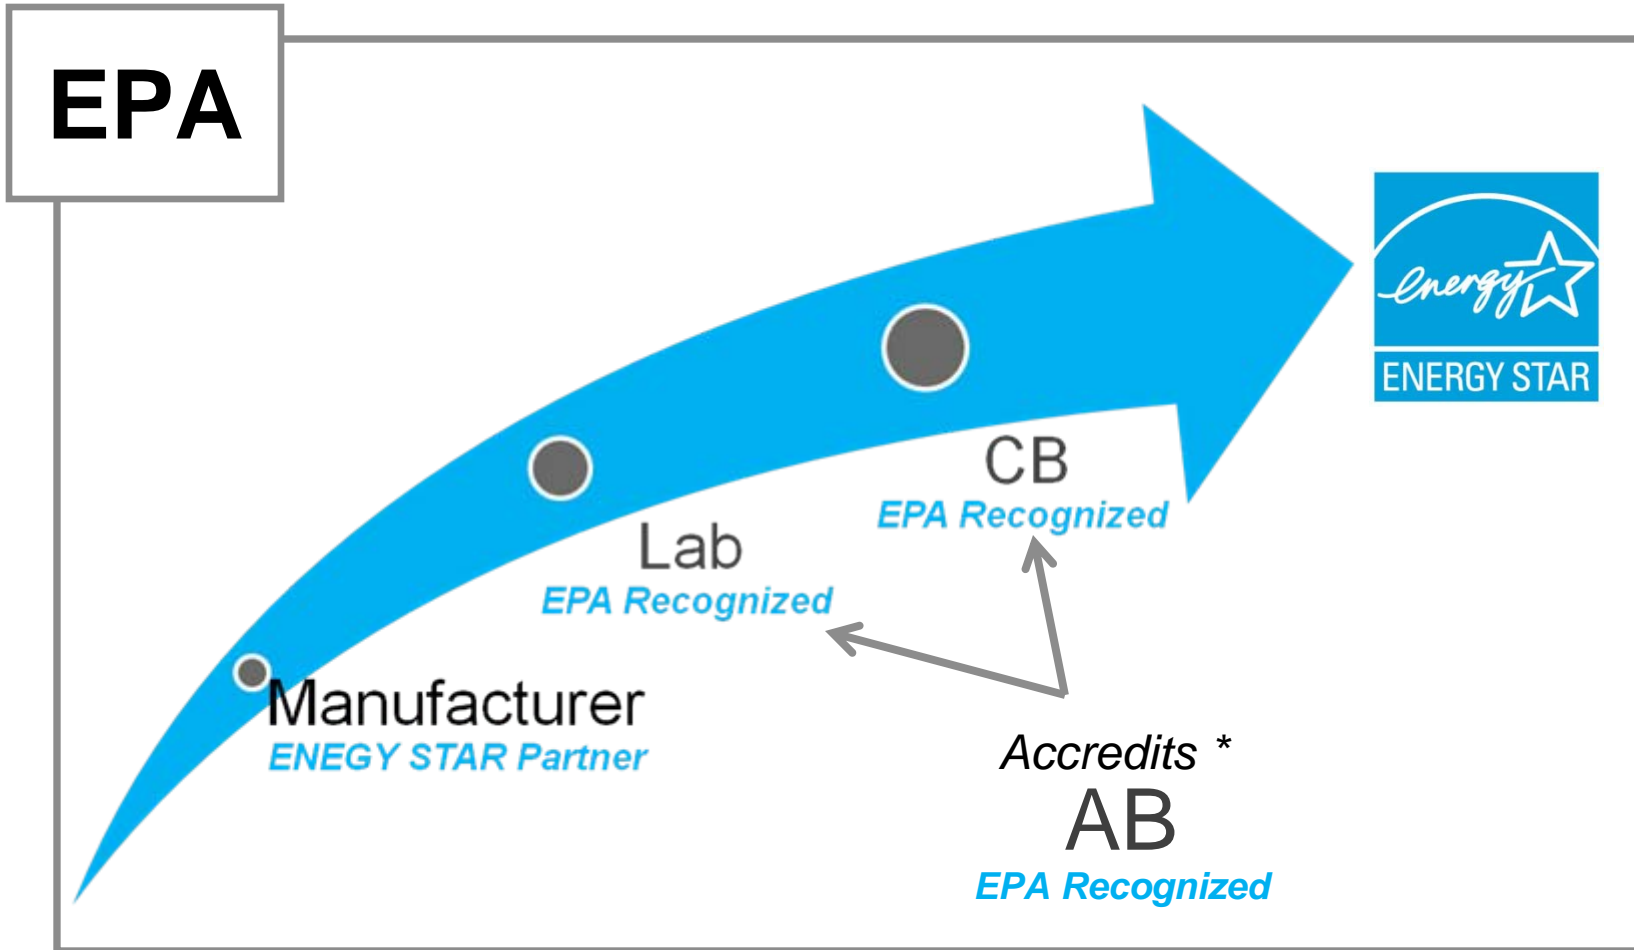 EPA
energy
ENERGY STAR
CB
EPA Recognized
Lab
EPA Recognized
Manufacturer
ENEGY STAR Partner
Accredits *
AB
EPA Recognized